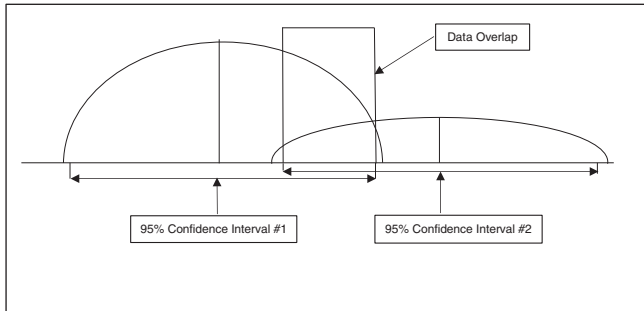 Data Overlap
95% Confidence Interval #1
95% Confidence Interval #2